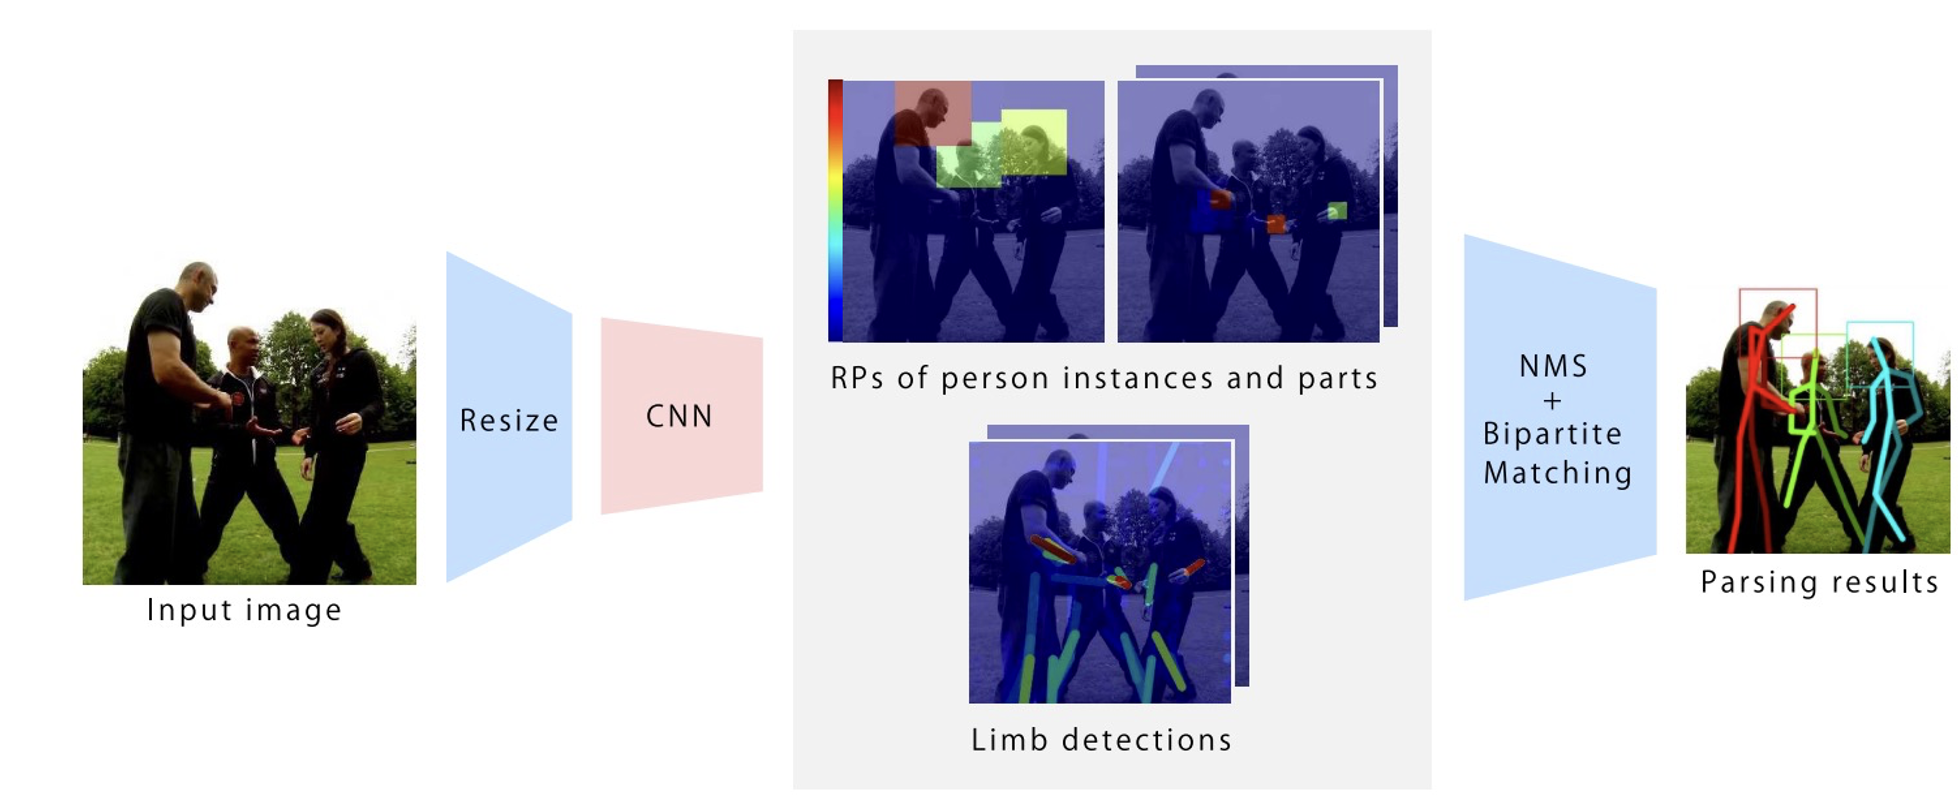 Input image
Resize
CNN
RPs of person instances and parts
Limb detections
NMS
+
Bipartite
Matching
Parsing results